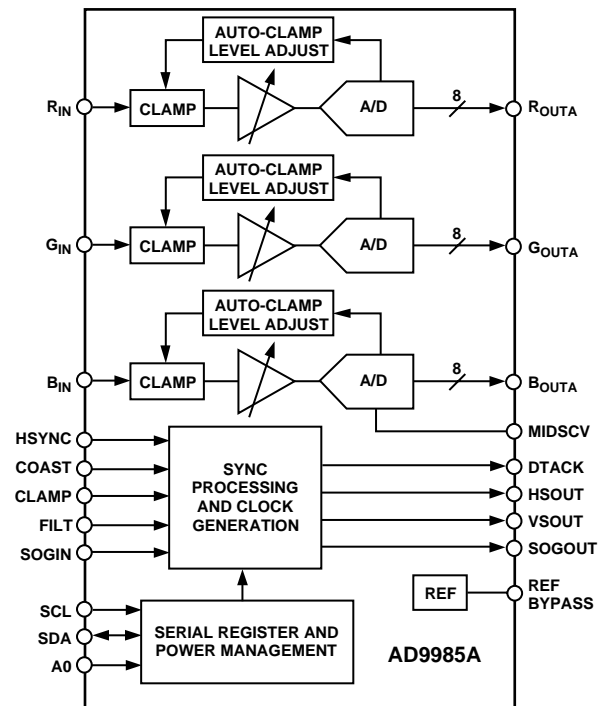 AUTO-CLAMP
LEVEL ADJUST
RIN
CLAMP
A/D
8
ROUTA
AUTO-CLAMP
LEVEL ADJUST
GIN
CLAMP
A/D
8
GOUTA
AUTO-CLAMP
LEVEL ADJUST
BIN
CLAMP
A/D
8
BOUTA
MIDSCV
HSYNC
COAST
CLAMP
FILT
SOGIN
SYNC
PROCESSING
AND CLOCK
GENERATION
DTACK
HSOUT
VSOUT
SOGOUT
REF
REF
BYPASS
SCL
SDA
A0
SERIAL REGISTER AND
POWER MANAGEMENT
AD9985A